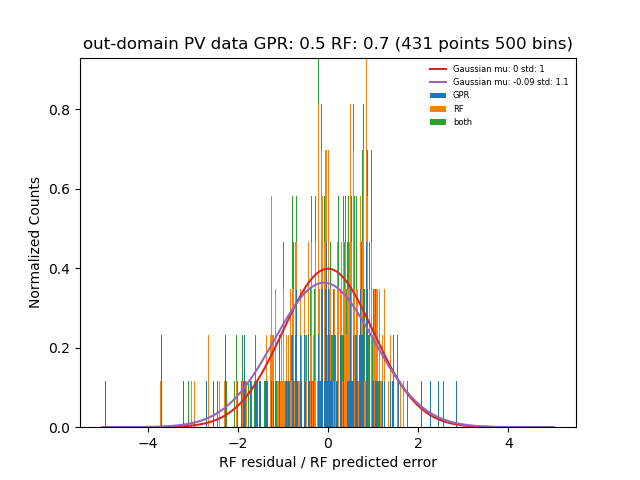 out-domain PV data GPR: 0.5 RF: 0.7 (431 points 500 bins)
Gaussian mu: 0 std: 1
Gaussian mu: -0.09 std: 1.1
GPR
RF
both
Normalized Counts
0.8
0.6
0.4
0.2
0.0
−4 −2 0 2 4
RF residual / RF predicted error